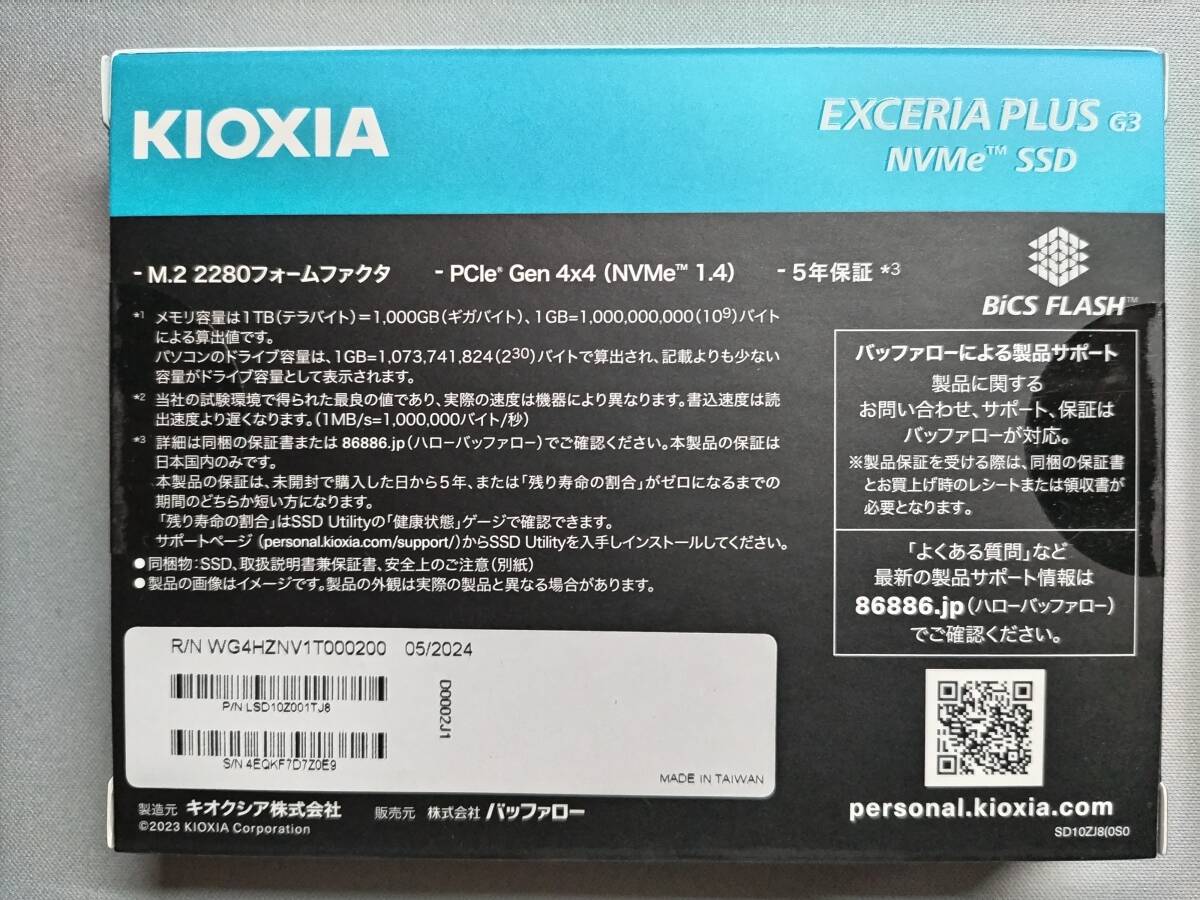 KIOXIA
EXCERIA PLUS G3
NVMe™ SSD
- M.2 2280フォームファクタ - PCIe® Gen 4x4 (NVMe™ 1.4) - 5年保証 *3
BiCS FLASH™
*1 メモリ容量は1TB(テラバイト)=1,000GB(ギガバイト)、1GB=1,000,000,000(10⁹)バイト
による算出値です。
パソコンのドライブ容量は、1GB=1,073,741,824(2³⁰)バイトで算出され、記載よりも少ない
容量がドライブ容量として表示されます。
*2 当社の試験環境で得られた最良の値であり、実際の速度は機器により異なります。書込速度は読
出速度より遅くなります。(1MB/s=1,000,000バイト/秒)
*3 詳細は同梱の保証書または 86886.jp(ハローバッファロー)でご確認ください。本製品の保証は
日本国内のみです。
本製品の保証は、未開封で購入した日から5年、または「残り寿命の割合」がゼロになるまでの
期間のどちらか短い方になります。
「残り寿命の割合」はSSD Utilityの「健康状態」ゲージで確認できます。
サポートページ (personal.kioxia.com/support/)からSSD Utilityを入手しインストールしてください。
●同梱物:SSD、取扱説明書兼保証書、安全上のご注意(別紙)
●製品の画像はイメージです。製品の外観は実際の製品と異なる場合があります。
バッファローによる製品サポート
製品に関する
お問い合わせ、サポート、保証は
バッファローが対応。
※製品保証を受ける際は、同梱の保証書
とお買上げ時のレシートまたは領収書が
必要となります。
「よくある質問」など
最新の製品サポート情報は
86886.jp(ハローバッファロー)
でご確認ください。
R/N WG4HZNV1T000200 05/2024
P/N LSD10Z001TJ8
D0002J1
S/N 4EQKF7D7Z0E9
MADE IN TAIWAN
製造元 キオクシア株式会社 販売元 株式会社 バッファロー
©2023 KIOXIA Corporation
personal.kioxia.com
SD10ZJ8(0S0